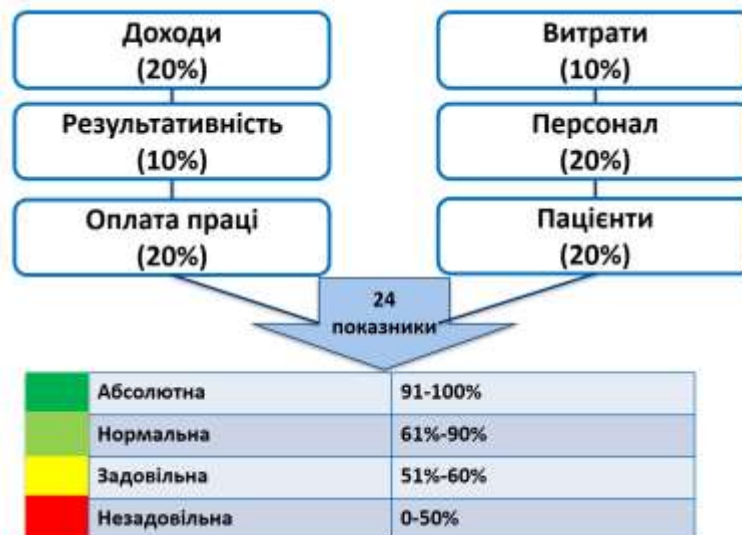 Доходи
(20%)
Витрати
(10%)
Результативність
(10%)
Персонал
(20%)
Оплата праці
(20%)
Пацієнти
(20%)
24
показники
Абсолютна 91-100%
Нормальна 61%-90%
Задовільна 51%-60%
Незадовільна 0-50%